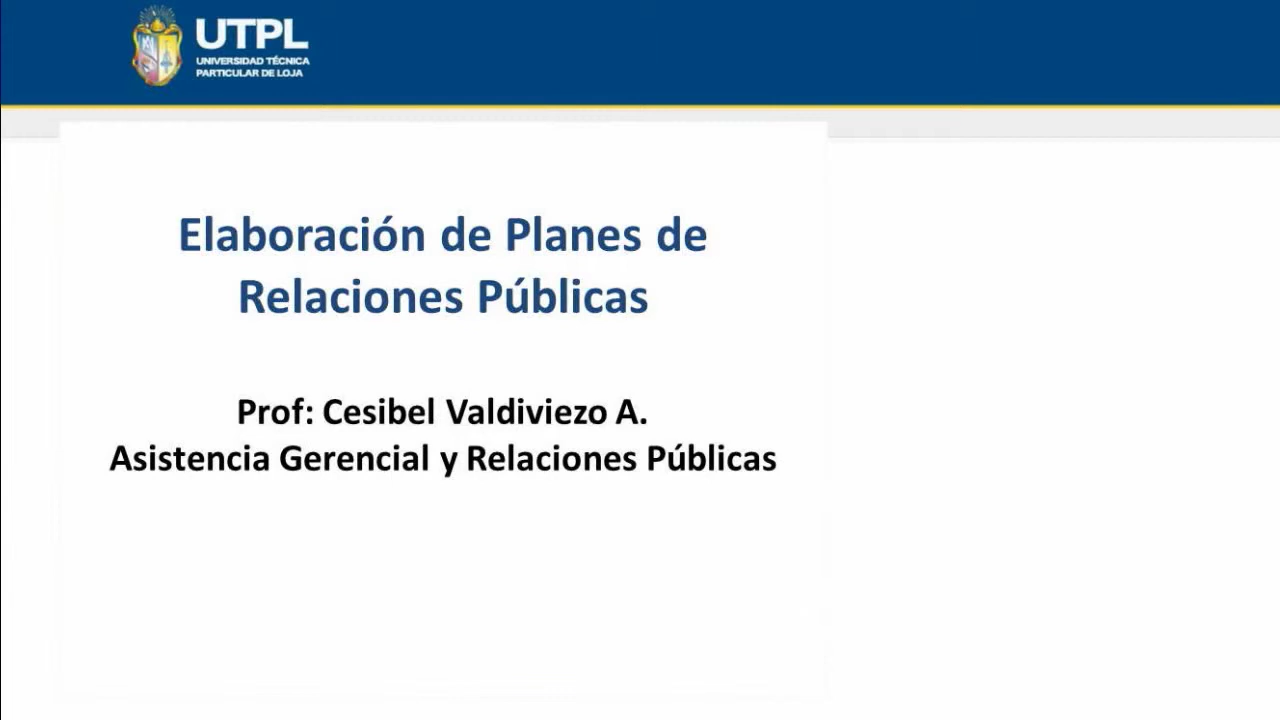 UTPL
UNIVERSIDAD TÉCNICA
PARTICULAR DE LOJA
Elaboración de Planes de
Relaciones Públicas
Prof: Cesibel Valdiviezo A.
Asistencia Gerencial y Relaciones Públicas